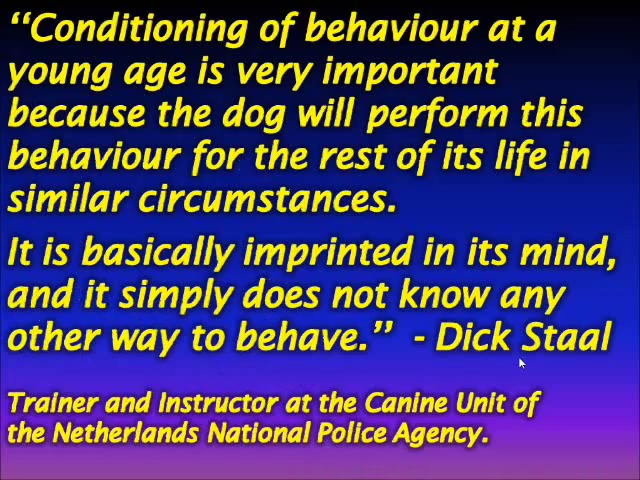 “Conditioning of behaviour at a
young age is very important
because the dog will perform this
behaviour for the rest of its life in
similar circumstances.
It is basically imprinted in its mind,
and it simply does not know any
other way to behave.”  - Dick Staal
Trainer and Instructor at the Canine Unit of
the Netherlands National Police Agency.